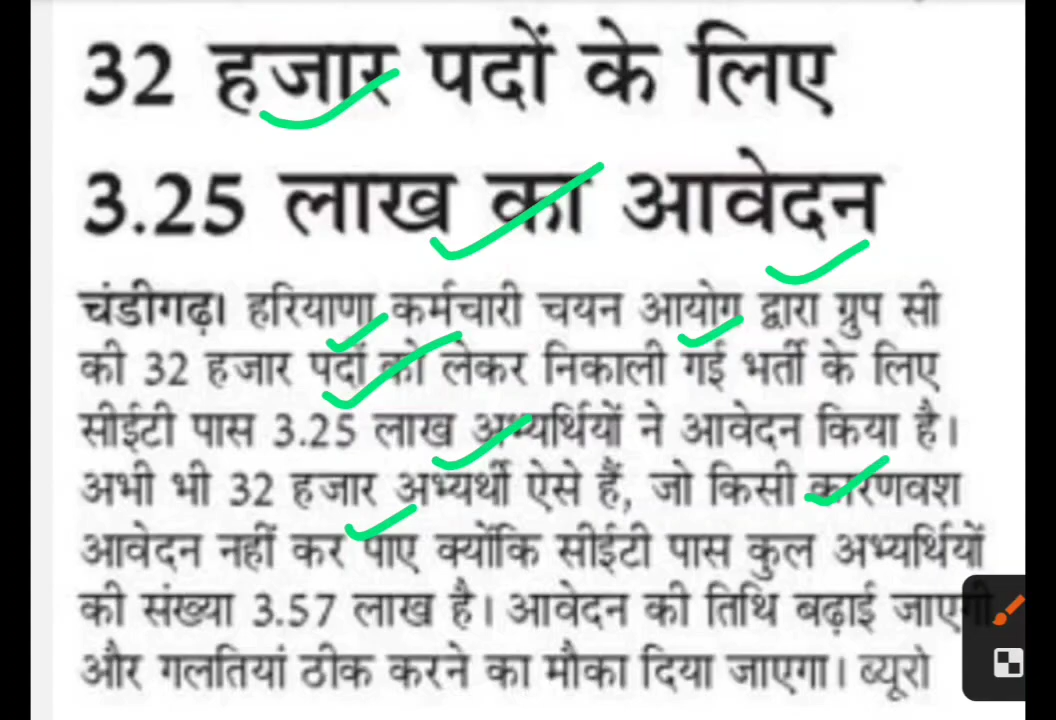 32 हजार पदों के लिए
3.25 लाख का आवेदन
चंडीगढ़। हरियाणा कर्मचारी चयन आयोग द्वारा ग्रुप सी
की 32 हजार पदों को लेकर निकाली गई भर्ती के लिए
सीईटी पास 3.25 लाख अभ्यर्थियों ने आवेदन किया है।
अभी भी 32 हजार अभ्यर्थी ऐसे हैं, जो किसी कारणवश
आवेदन नहीं कर पाए क्योंकि सीईटी पास कुल अभ्यर्थियों
की संख्या 3.57 लाख है। आवेदन की तिथि बढ़ाई जाएगी
और गलतियां ठीक करने का मौका दिया जाएगा। ब्यूरो